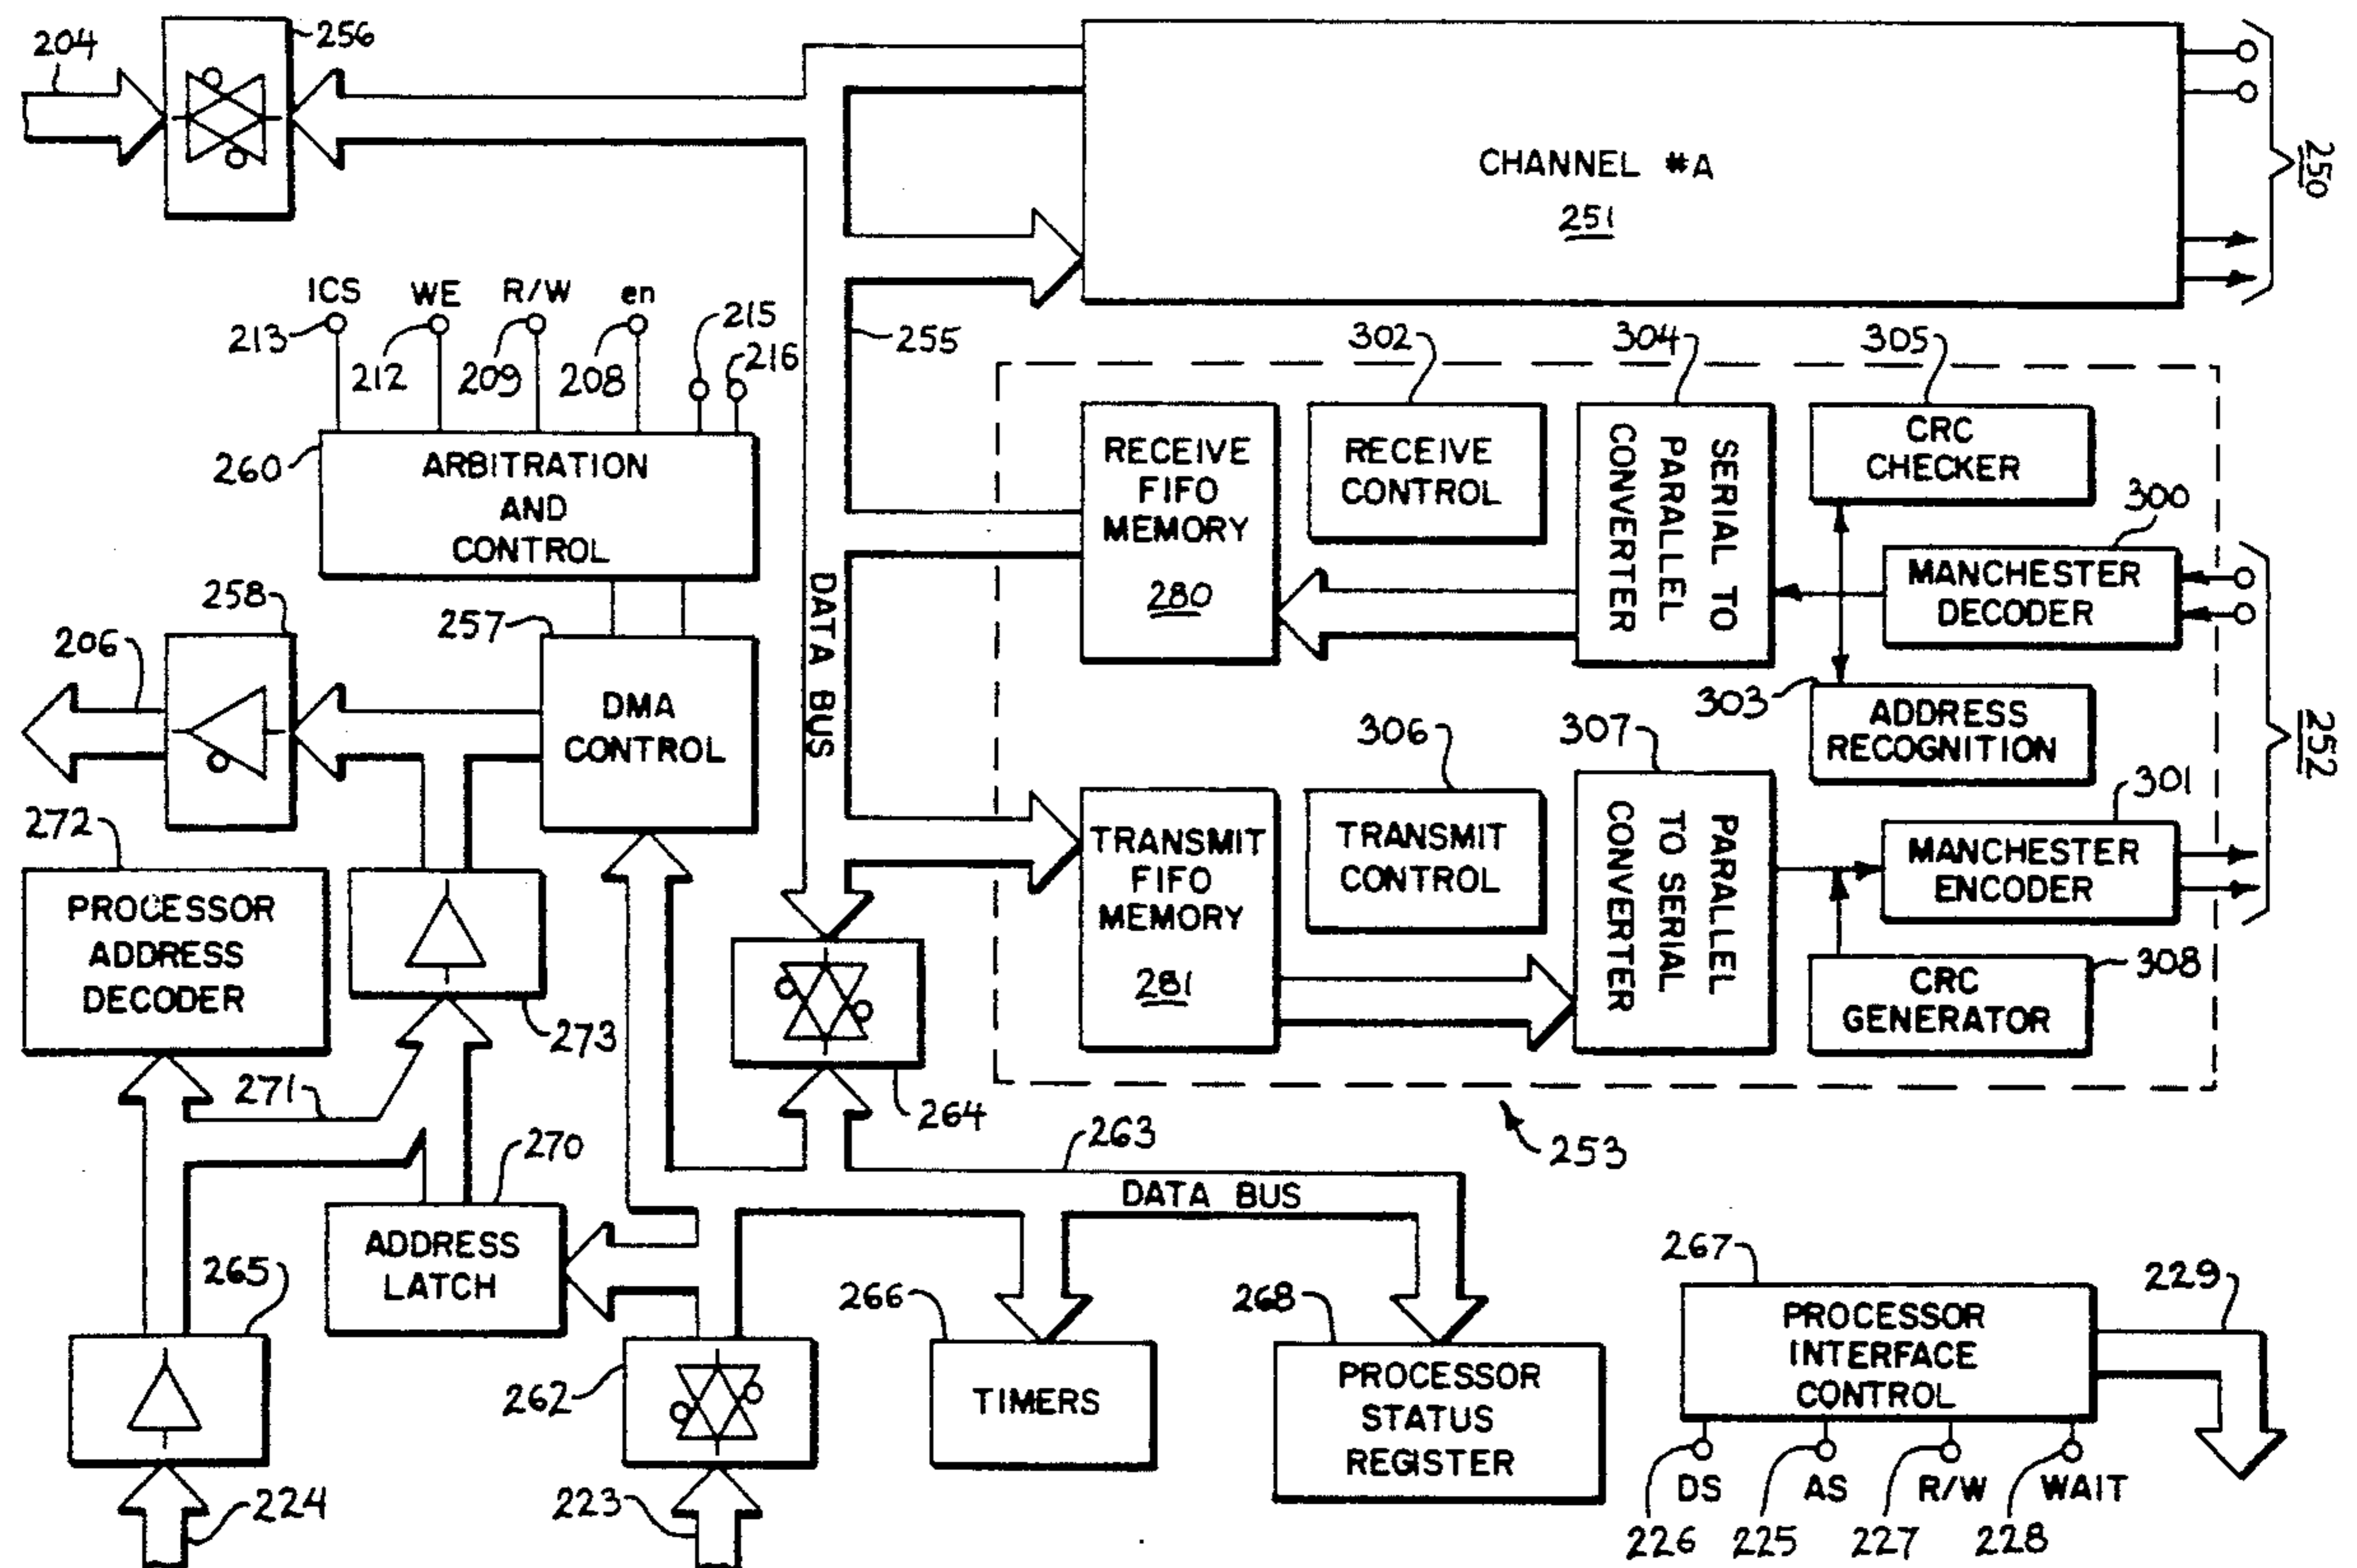 204
256
CHANNEL #A
251
250
ICS
WE
R/W
en
213
212
209
208
215
216
255
260
ARBITRATION
AND
CONTROL
302
304
305
RECEIVE
FIFO
MEMORY
280
RECEIVE
CONTROL
SERIAL TO
PARALLEL
CONVERTER
CRC
CHECKER
300
MANCHESTER
DECODER
303
ADDRESS
RECOGNITION
252
DATA BUS
258
206
257
DMA
CONTROL
306
307
301
TRANSMIT
FIFO
MEMORY
281
TRANSMIT
CONTROL
PARALLEL
TO SERIAL
CONVERTER
MANCHESTER
ENCODER
308
CRC
GENERATOR
253
272
PROCESSOR
ADDRESS
DECODER
273
264
271
270
263
DATA BUS
ADDRESS
LATCH
265
262
266
TIMERS
268
PROCESSOR
STATUS
REGISTER
267
PROCESSOR
INTERFACE
CONTROL
229
DS
AS
R/W
WAIT
224
223
226
225
227
228